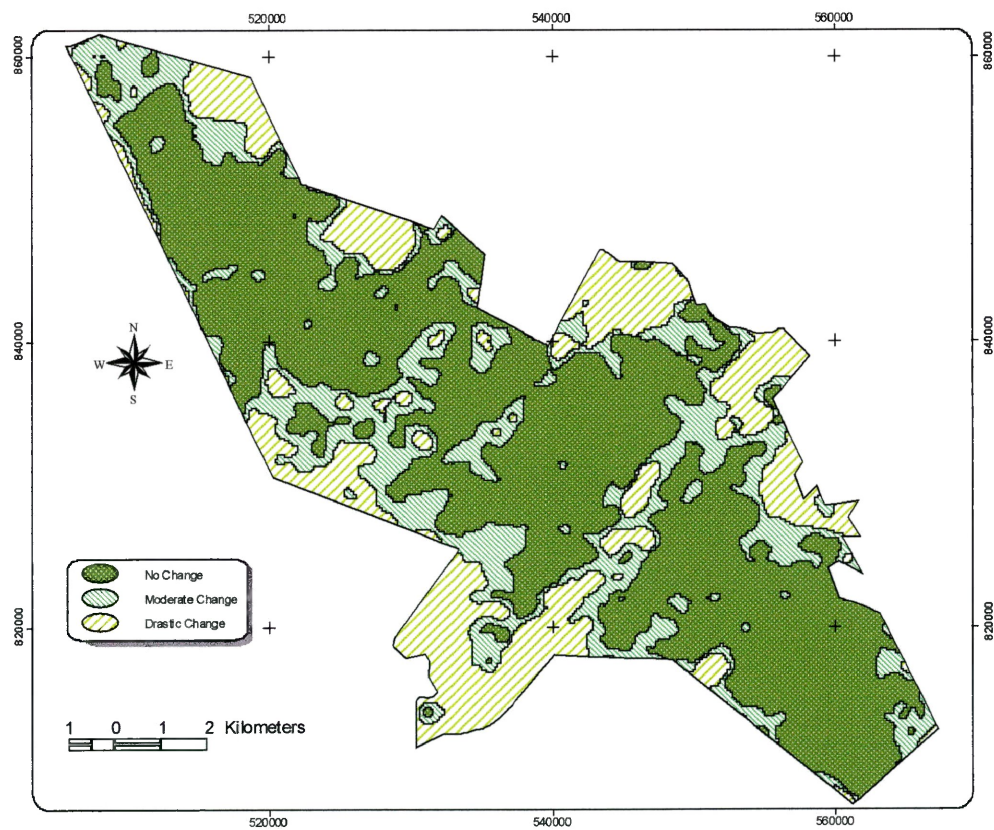 520000 540000 560000
860000 860000
840000 840000
N
W E
S
No Change
Moderate Change
Drastic Change
820000 820000
1 0 1 2 Kilometers
520000 540000 560000